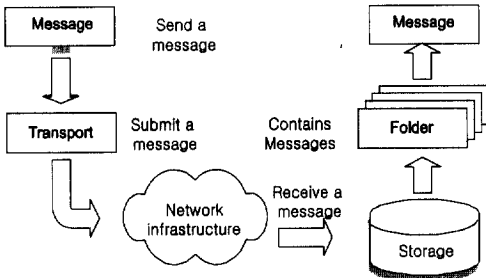 Message
Send a
message
Message
Transport
Submit a
message
Contains
Messages
Folder
Network
infrastructure
Receive a
message
Storage